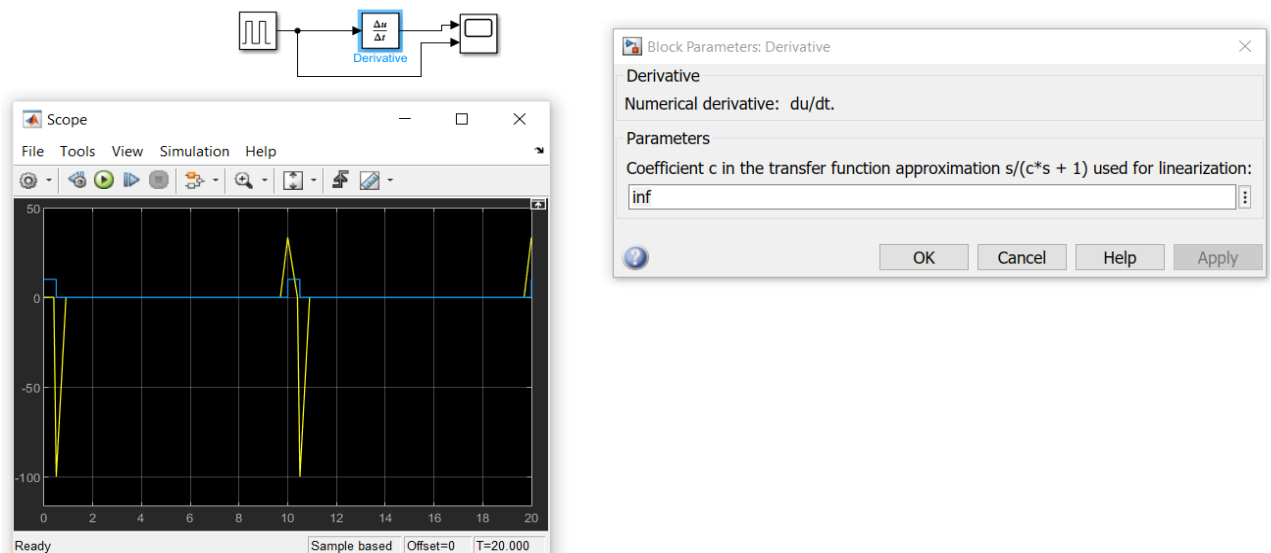 Δu
Δt
Derivative
Scope
File Tools View Simulation Help
50
0
-50
-100
0 2 4 6 8 10 12 14 16 18 20
Ready Sample based Offset=0 T=20.000
Block Parameters: Derivative
Derivative
Numerical derivative: du/dt.
Parameters
Coefficient c in the transfer function approximation s/(c*s + 1) used for linearization:
inf
OK Cancel Help Apply